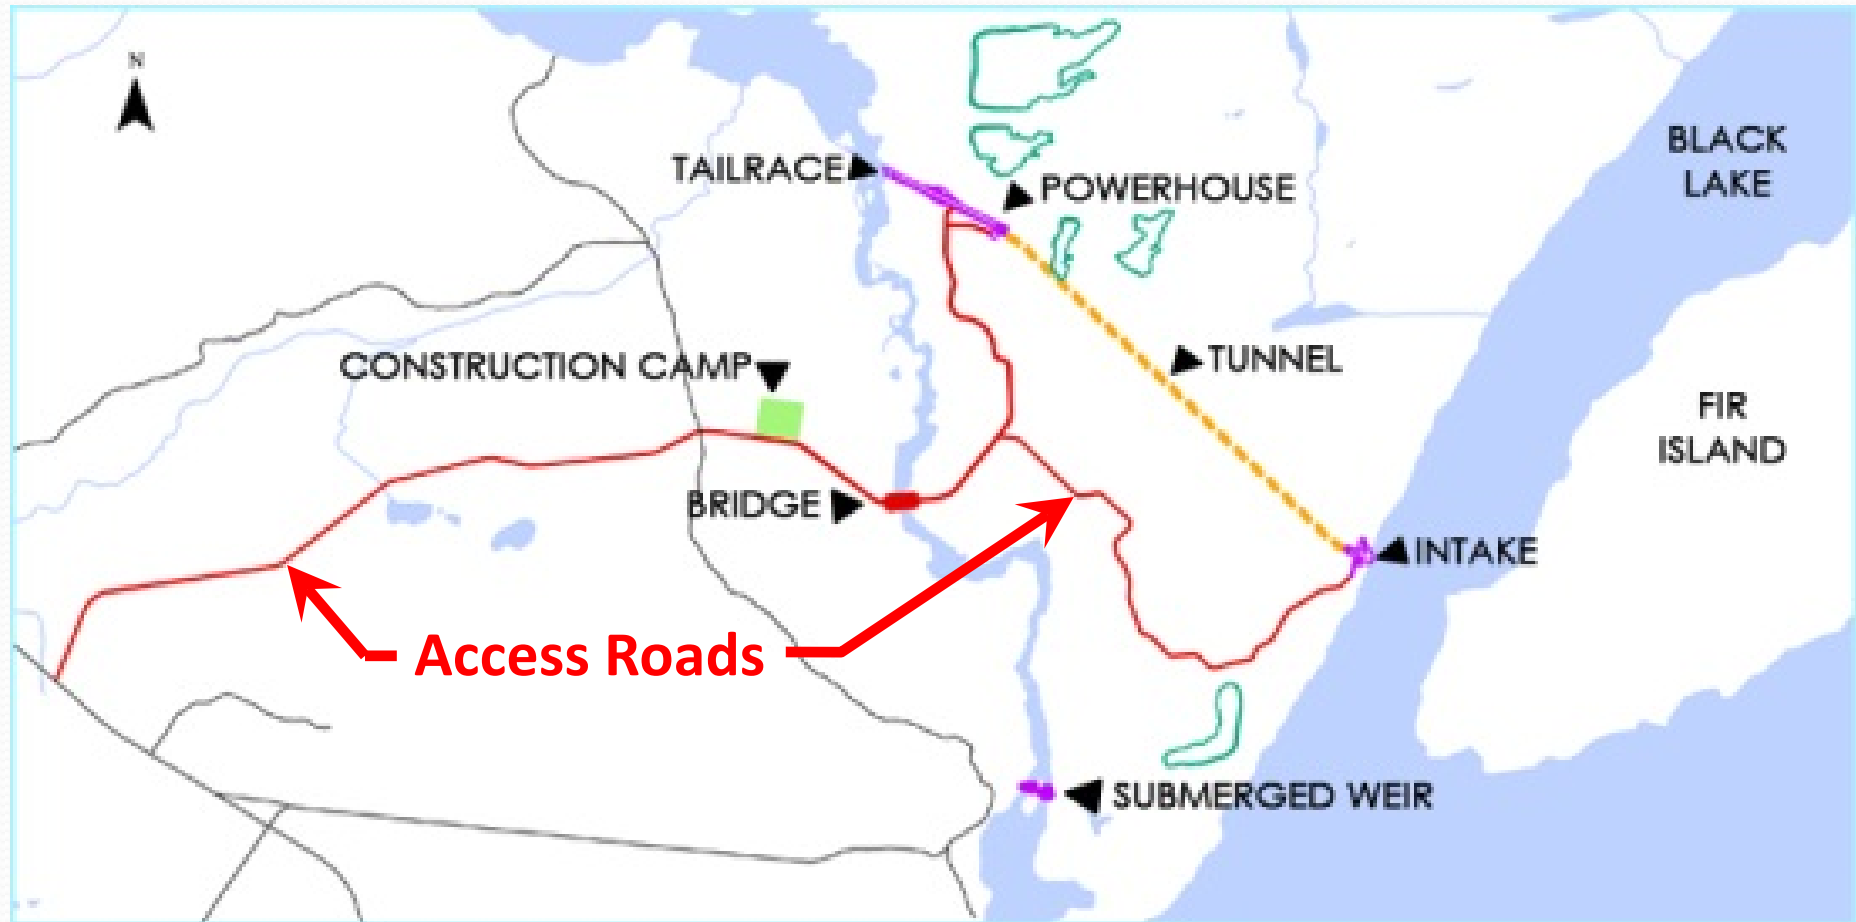 N
BLACK
LAKE
TAILRACE
POWERHOUSE
TUNNEL
CONSTRUCTION CAMP
FIR
ISLAND
BRIDGE
INTAKE
Access Roads
SUBMERGED WEIR